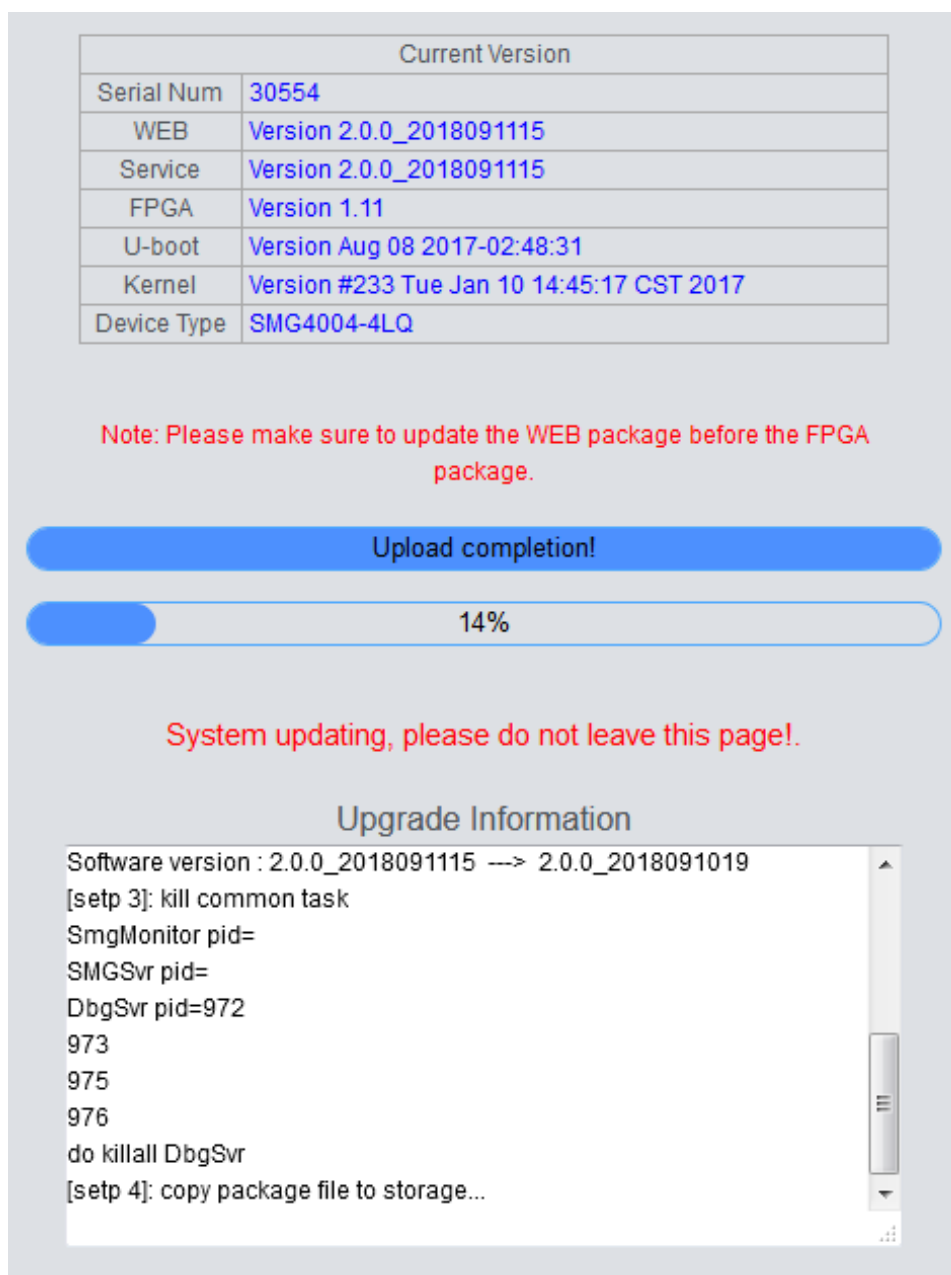 Current Version
Serial Num 30554
WEB Version 2.0.0_2018091115
Service Version 2.0.0_2018091115
FPGA Version 1.11
U-boot Version Aug 08 2017-02:48:31
Kernel Version #233 Tue Jan 10 14:45:17 CST 2017
Device Type SMG4004-4LQ
Note: Please make sure to update the WEB package before the FPGA
package.
Upload completion!
14%
System updating, please do not leave this page!.
Upgrade Information
Software version : 2.0.0_2018091115 ---> 2.0.0_2018091019
[setp 3]: kill common task
SmgMonitor pid=
SMGSvr pid=
DbgSvr pid=972
973
975
976
do killall DbgSvr
[setp 4]: copy package file to storage...